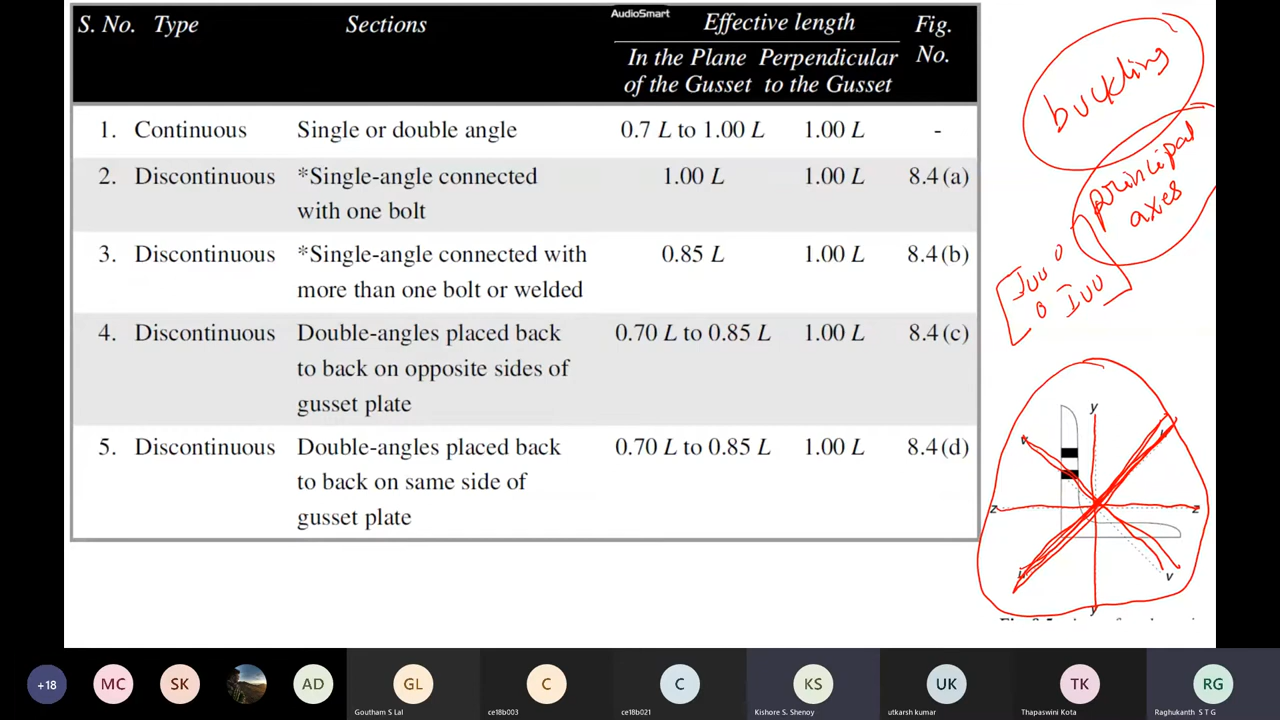 AudioSmart
S. No. Type Sections Effective length Fig. No.
In the Plane of the Gusset Perpendicular to the Gusset
1. Continuous Single or double angle 0.7 L to 1.00 L 1.00 L -
2. Discontinuous *Single-angle connected 1.00 L 1.00 L 8.4 (a)
with one bolt
3. Discontinuous *Single-angle connected with 0.85 L 1.00 L 8.4 (b)
more than one bolt or welded
4. Discontinuous Double-angles placed back 0.70 L to 0.85 L 1.00 L 8.4 (c)
to back on opposite sides of
gusset plate
5. Discontinuous Double-angles placed back 0.70 L to 0.85 L 1.00 L 8.4 (d)
to back on same side of
gusset plate
buckling
principal
axes
y
z z
v
y
+18 MC SK AD GL C C KS UK TK RG
Goutham S Lal ce18b003 ce18b021 Kishore S. Shenoy utkarsh kumar Thapaswini Kota Raghukanth S T G